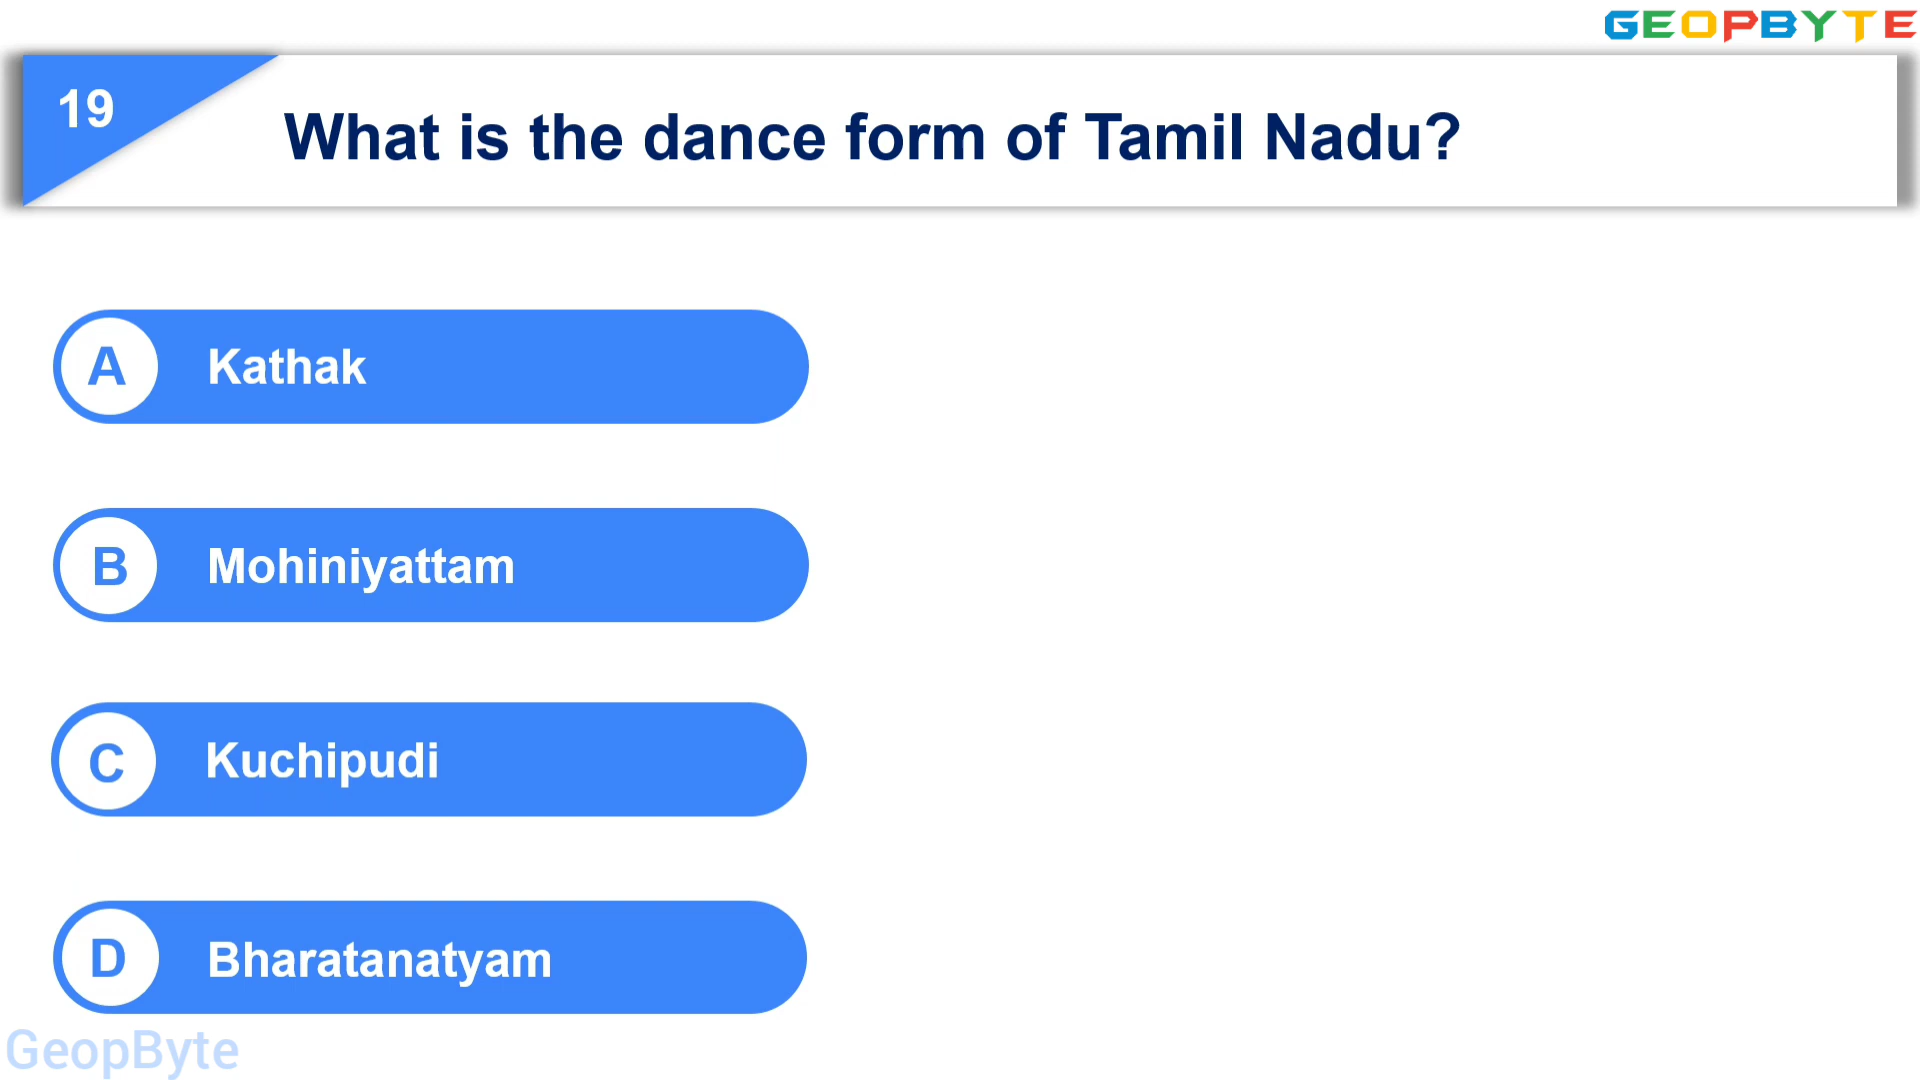 GEOPBYTE
19
What is the dance form of Tamil Nadu?
A Kathak
B Mohiniyattam
C Kuchipudi
D Bharatanatyam
GeopByte